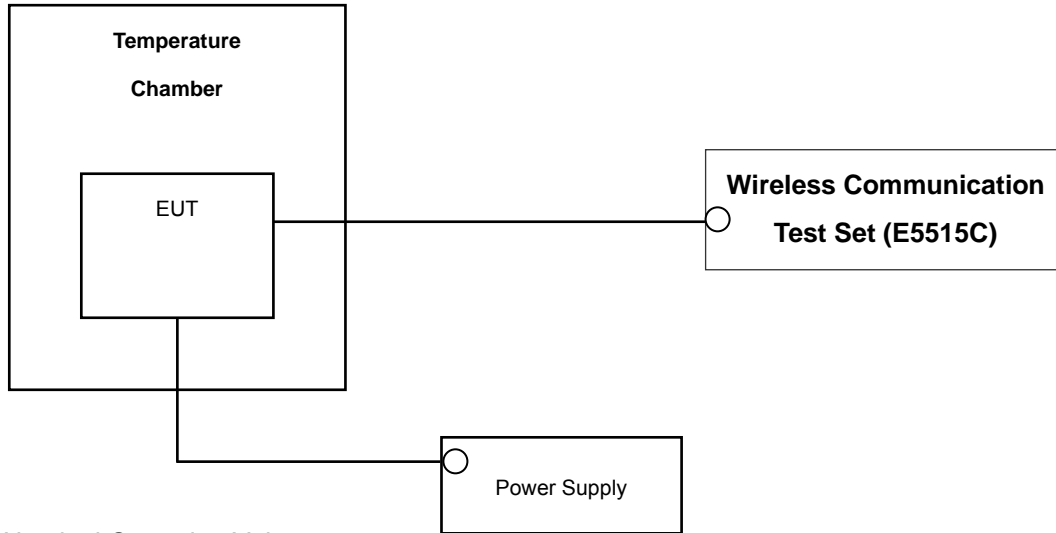 Temperature
Chamber
EUT
Wireless Communication
Test Set (E5515C)
Power Supply